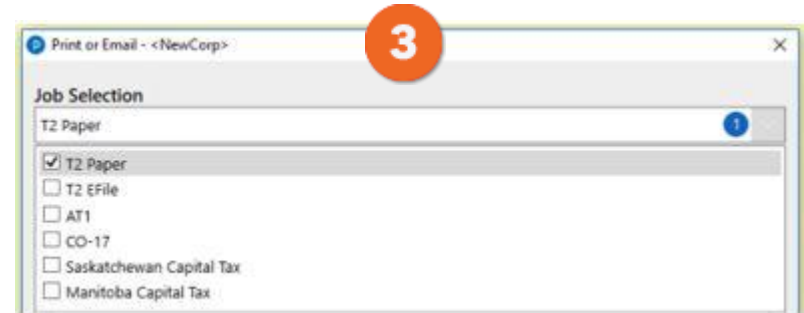 3
Print or Email - <NewCorp>
Job Selection
T2 Paper 1
T2 Paper
T2 EFile
AT1
CO-17
Saskatchewan Capital Tax
Manitoba Capital Tax